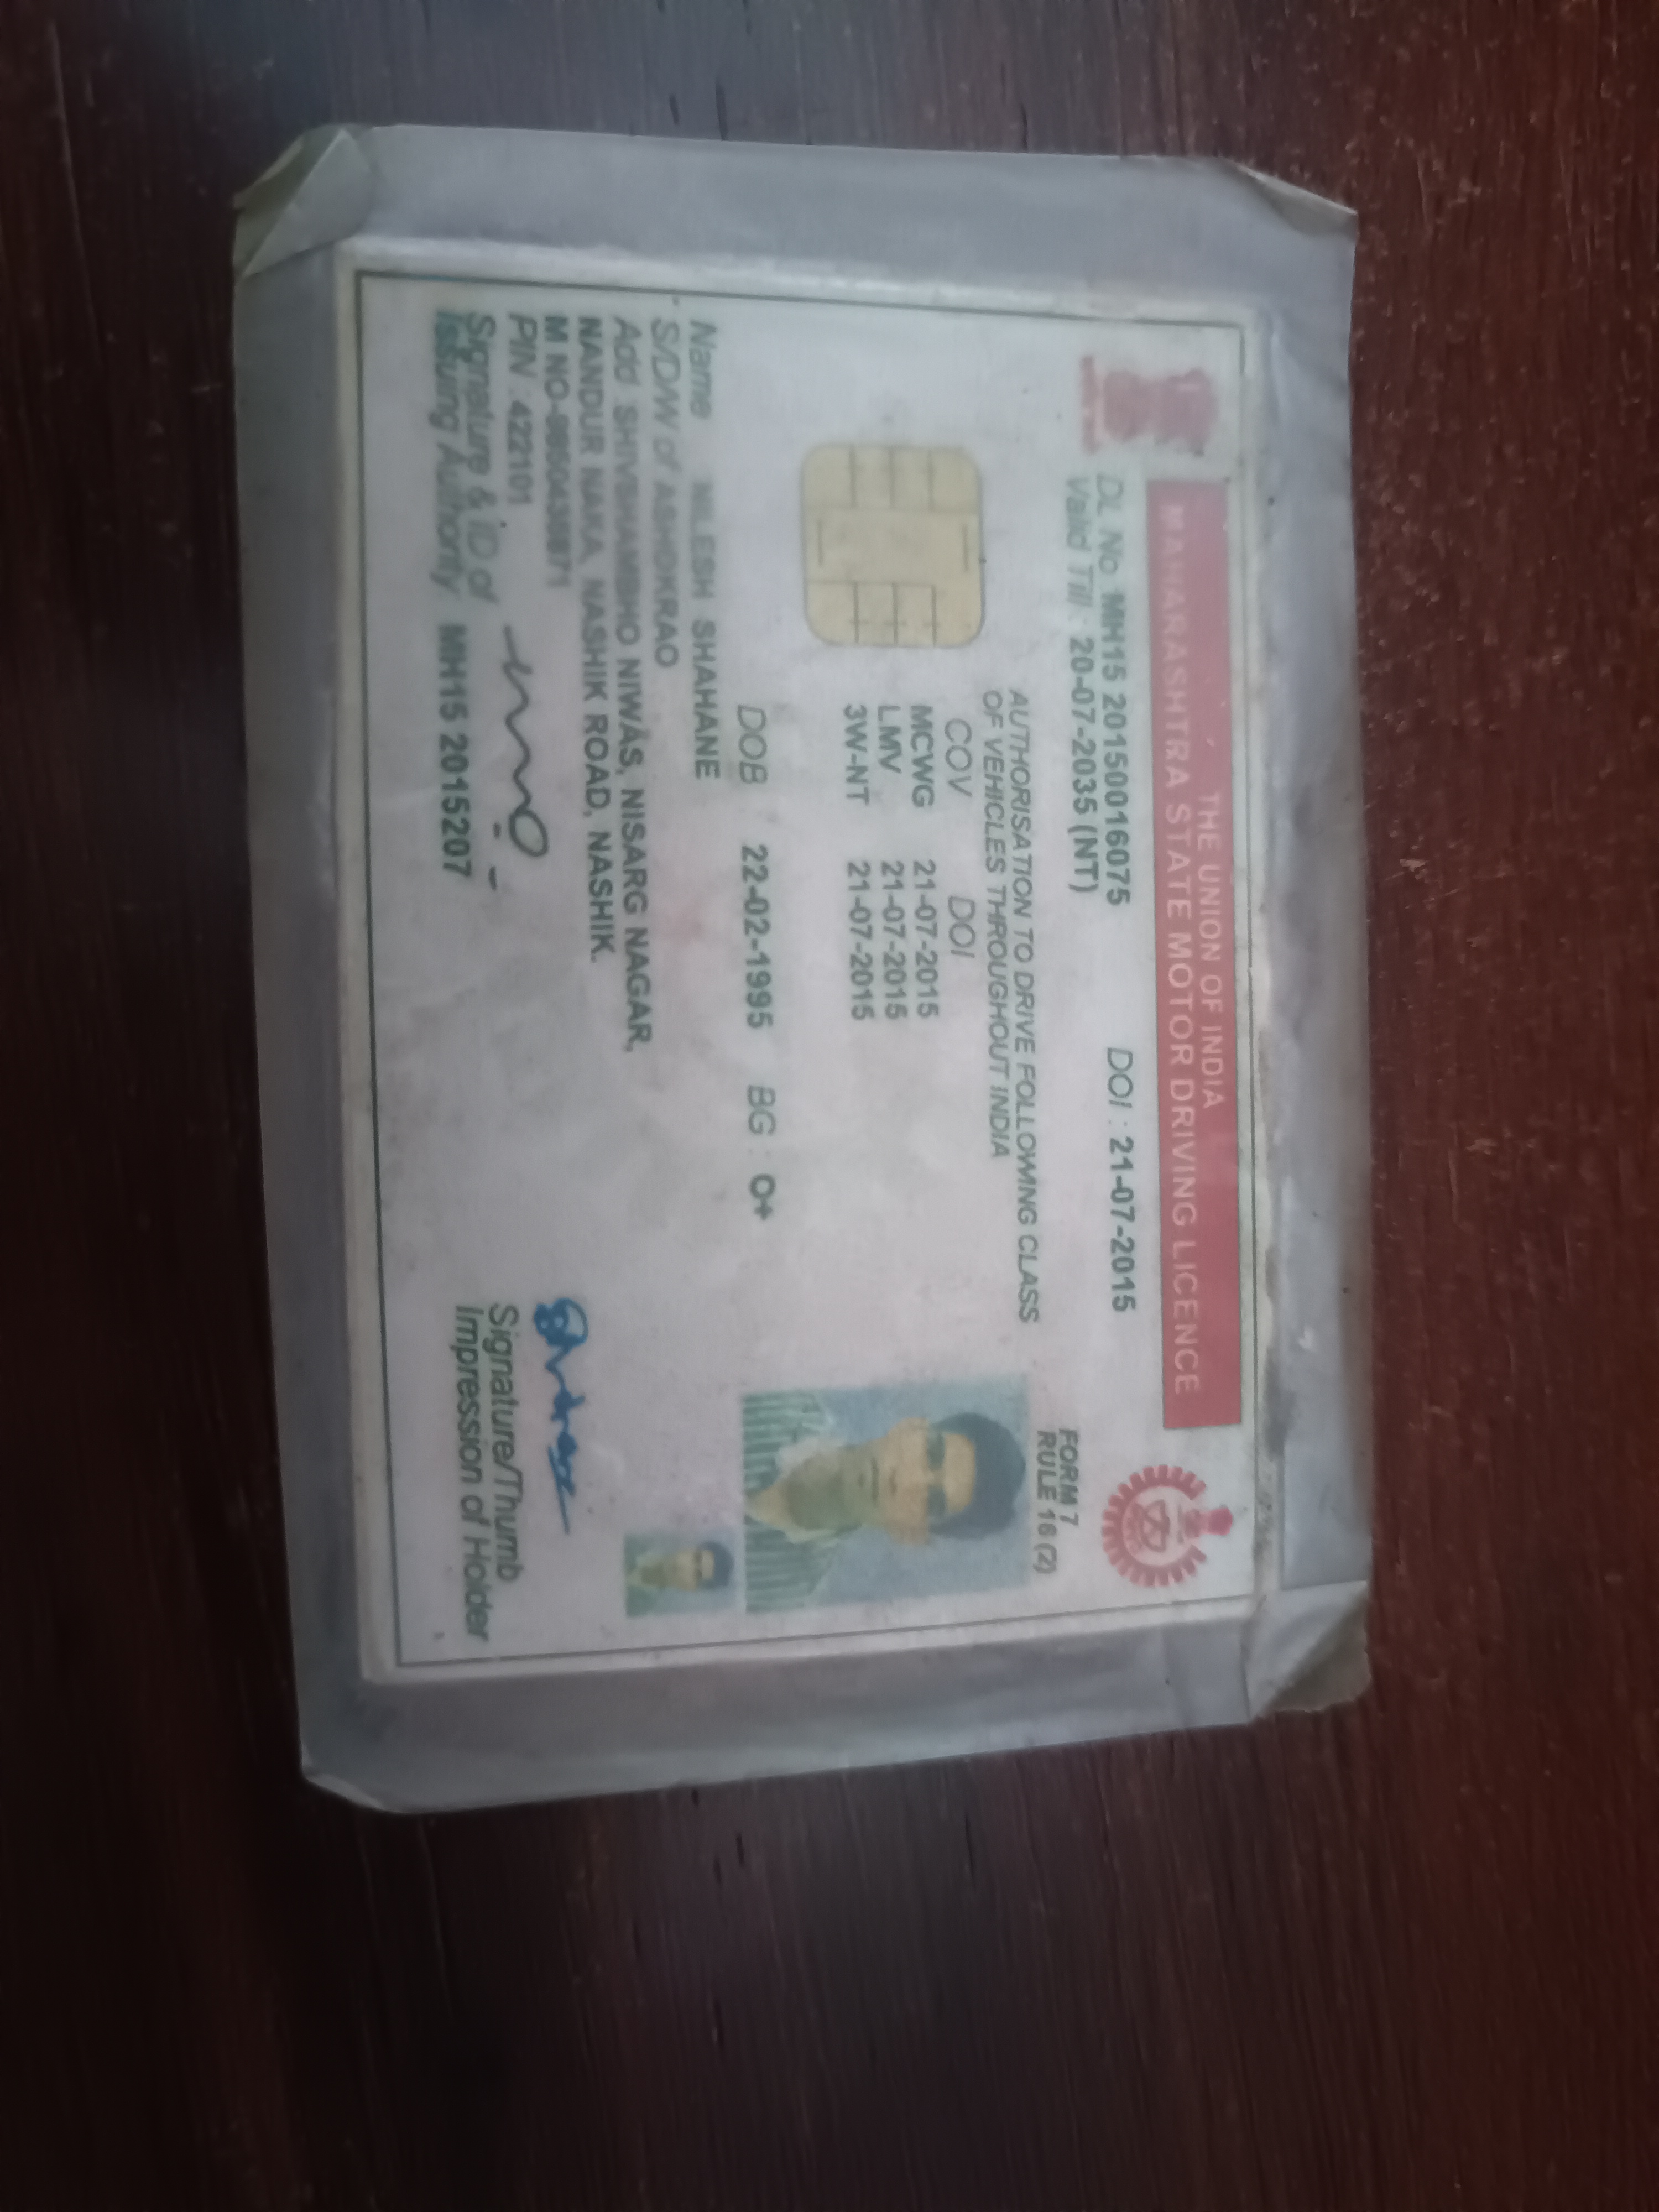 THE UNION OF INDIA
MAHARASHTRA STATE MOTOR DRIVING LICENCE
DL No MH15 20150016075 DOI : 21-07-2015
Valid Till : 20-07-2035 (NT)
FORM 7
RULE 16 (2)
AUTHORISATION TO DRIVE FOLLOWING CLASS
OF VEHICLES THROUGHOUT INDIA
COV DOI
MCWG 21-07-2015
LMV 21-07-2015
3W-NT 21-07-2015
DOB : 22-02-1995 BG : O+
Name NILESH SHAHANE
S/D/W of ASHOKRAO
Add SHIVSHAMBHO NIWAS, NISARG NAGAR,
NANDUR NAKA, NASHIK ROAD, NASHIK.
M NO-
PIN : 422101
Signature & ID of
Issuing Authority MH15 2015207
Signature/Thumb
Impression of Holder